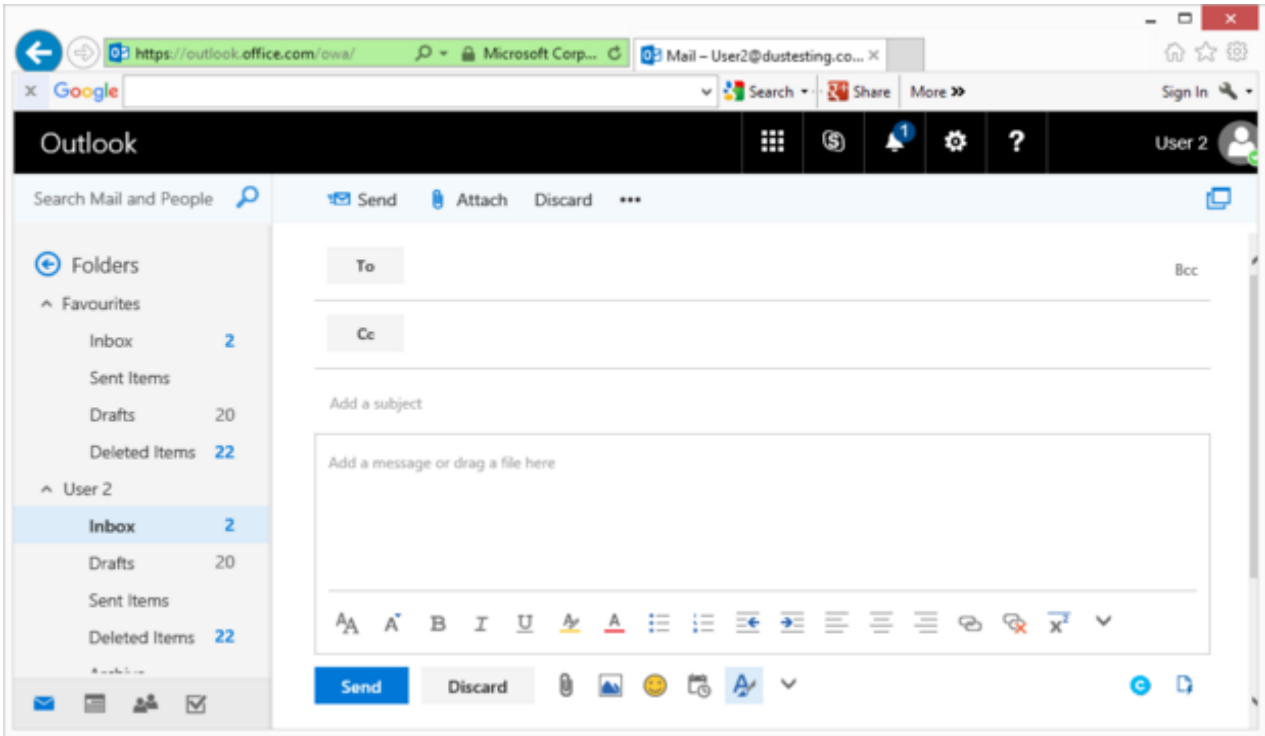 https://outlook.office.com/owa/ Microsoft Corp... Mail – User2@dustesting.co...
x Google Search Share More Sign In
Outlook 1 ? User 2
Search Mail and People Send Attach Discard •••
Folders To Bcc
Favourites
Inbox 2 Cc
Sent Items
Drafts 20 Add a subject
Deleted Items 22 Add a message or drag a file here
User 2
Inbox 2
Drafts 20
Sent Items
Deleted Items 22
AA A B I U A A x²
Send Discard